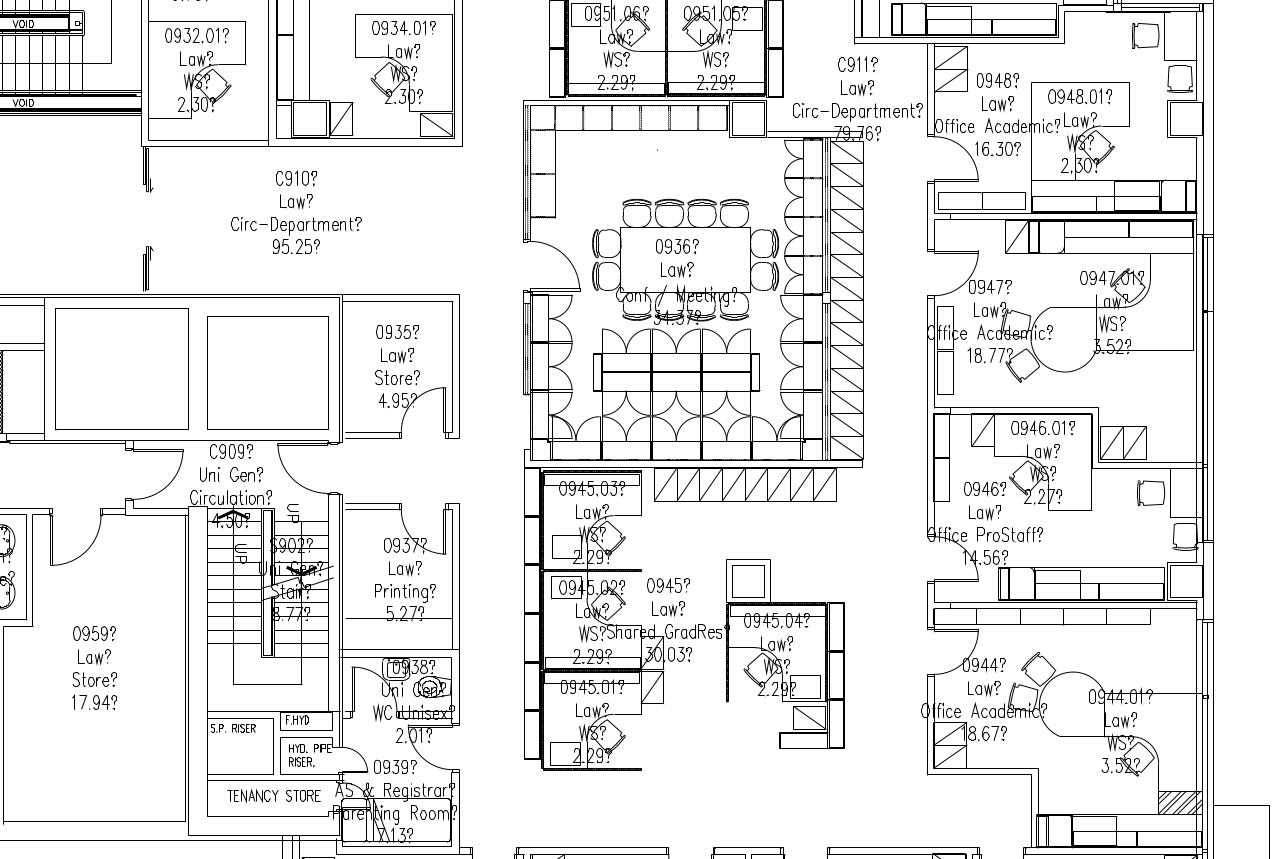 VOID
VOID
0932.01?
Law?
WS?
2.30?
0934.01?
Law?
WS?
2.30?
0951.06?
Law?
WS?
2.29?
0951.05?
Law?
WS?
2.29?
C911?
Law?
Circ-Department?
79.76?
0948?
Law?
Office Academic?
16.30?
0948.01?
Law?
WS?
2.30?
C910?
Law?
Circ-Department?
95.25?
0936?
Law?
Conf / Meeting?
34.37?
0947?
Law?
Office Academic?
18.77?
0947.01?
Law?
WS?
3.52?
0935?
Law?
Store?
4.95?
C909?
Uni Gen?
Circulation?
4.50?
0946.01?
Law?
WS?
2.27?
0946?
Law?
Office ProStaff?
14.56?
UP
UP
S902?
Uni Gen?
Stair?
8.77?
0937?
Law?
Printing?
5.27?
0945.03?
Law?
WS?
2.29?
0945.02?
Law?
WS?
2.29?
0945?
Law?
Shared GradRes?
30.03?
0945.04?
Law?
WS?
2.29?
0945.01?
Law?
WS?
2.29?
0959?
Law?
Store?
17.94?
0938?
Uni Gen?
WC Unisex?
2.01?
0944?
Law?
Office Academic?
18.67?
0944.01?
Law?
WS?
3.52?
S.P. RISER
F.HYD
HYD. PIPE
RISER,
TENANCY STORE
0939?
AS & Registrar?
Parenting Room?
7.13?